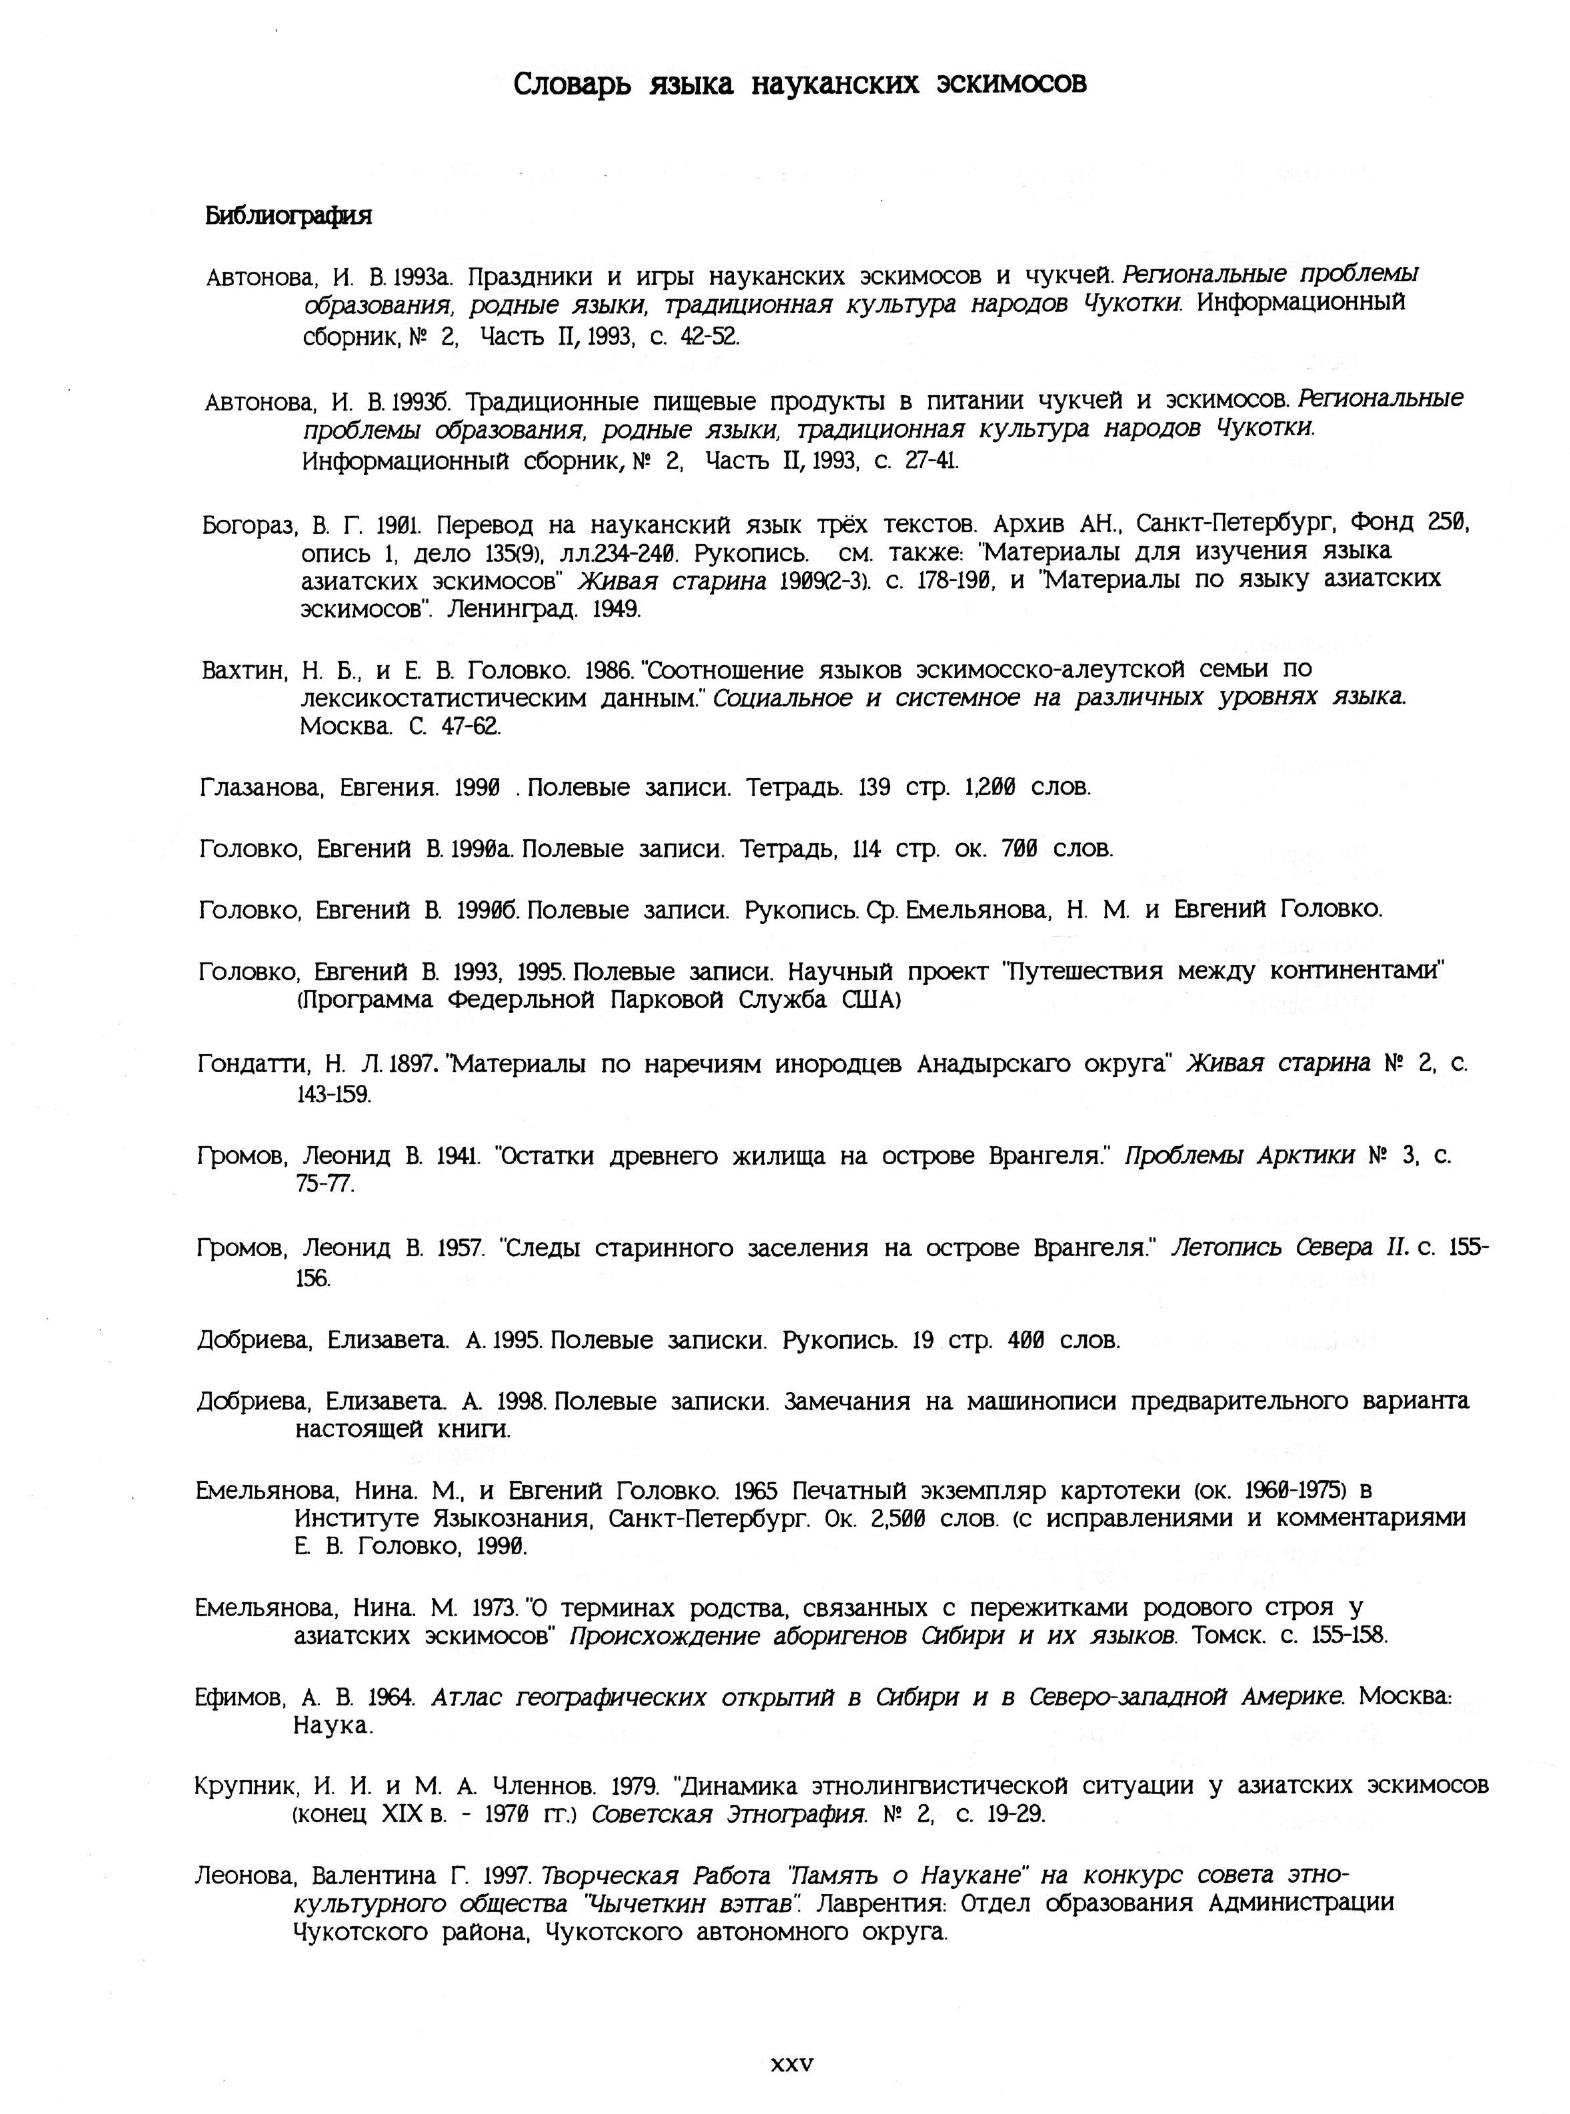 Словарь языка науканских эскимосов
Библиография
Автонова, И. В. 1993а. Праздники и игры науканских эскимосов и чукчей. Региональные проблемы
образования, родные языки, традиционная культура народов Чукотки. Информационный
сборник, № 2, Часть II, 1993, с. 42-52.
Автонова, И. В. 1993б. Традиционные пищевые продукты в питании чукчей и эскимосов. Региональные
проблемы образования, родные языки, традиционная культура народов Чукотки.
Информационный сборник, № 2, Часть II, 1993, с. 27-41.
Богораз, В. Г. 1901. Перевод на науканский язык трёх текстов. Архив АН., Санкт-Петербург, Фонд 250,
опись 1, дело 135(9), лл.234-240. Рукопись. см. также: "Материалы для изучения языка
азиатских эскимосов" Живая старина 1909(2-3). с. 178-190, и "Материалы по языку азиатских
эскимосов". Ленинград. 1949.
Вахтин, Н. Б., и Е. В. Головко. 1986. "Соотношение языков эскимосско-алеутской семьи по
лексикостатистическим данным." Социальное и системное на различных уровнях языка.
Москва. С. 47-62.
Глазанова, Евгения. 1990 . Полевые записи. Тетрадь. 139 стр. 1,200 слов.
Головко, Евгений В. 1990а. Полевые записи. Тетрадь, 114 стр. ок. 700 слов.
Головко, Евгений В. 1990б. Полевые записи. Рукопись. Ср. Емельянова, Н. М. и Евгений Головко.
Головко, Евгений В. 1993, 1995. Полевые записи. Научный проект "Путешествия между континентами"
(Программа Федерльной Парковой Служба США)
Гондатти, Н. Л. 1897. "Материалы по наречиям инородцев Анадырскаго округа" Живая старина № 2, с.
143-159.
Громов, Леонид В. 1941. "Остатки древнего жилища на острове Врангеля." Проблемы Арктики № 3, с.
75-77.
Громов, Леонид В. 1957. "Следы старинного заселения на острове Врангеля." Летопись Севера II. с. 155-
156.
Добриева, Елизавета. А. 1995. Полевые записки. Рукопись. 19 стр. 400 слов.
Добриева, Елизавета. А. 1998. Полевые записки. Замечания на машинописи предварительного варианта
настоящей книги.
Емельянова, Нина. М., и Евгений Головко. 1965 Печатный экземпляр картотеки (ок. 1960-1975) в
Институте Языкознания, Санкт-Петербург. Ок. 2,500 слов. (с исправлениями и комментариями
Е. В. Головко, 1990.
Емельянова, Нина. М. 1973. "О терминах родства, связанных с пережитками родового строя у
азиатских эскимосов" Происхождение аборигенов Сибири и их языков. Томск. с. 155-158.
Ефимов, А. В. 1964. Атлас географических открытий в Сибири и в Северо-западной Америке. Москва:
Наука.
Крупник, И. И. и М. А. Членнов. 1979. "Динамика этнолингвистической ситуации у азиатских эскимосов
(конец XIX в. - 1970 гг.) Советская Этнография. № 2, с. 19-29.
Леонова, Валентина Г. 1997. Творческая Работа "Память о Наукане" на конкурс совета этно-
культурного общества "Чычеткин вэтгав". Лаврентия: Отдел образования Администрации
Чукотского района, Чукотского автономного округа.
xxv